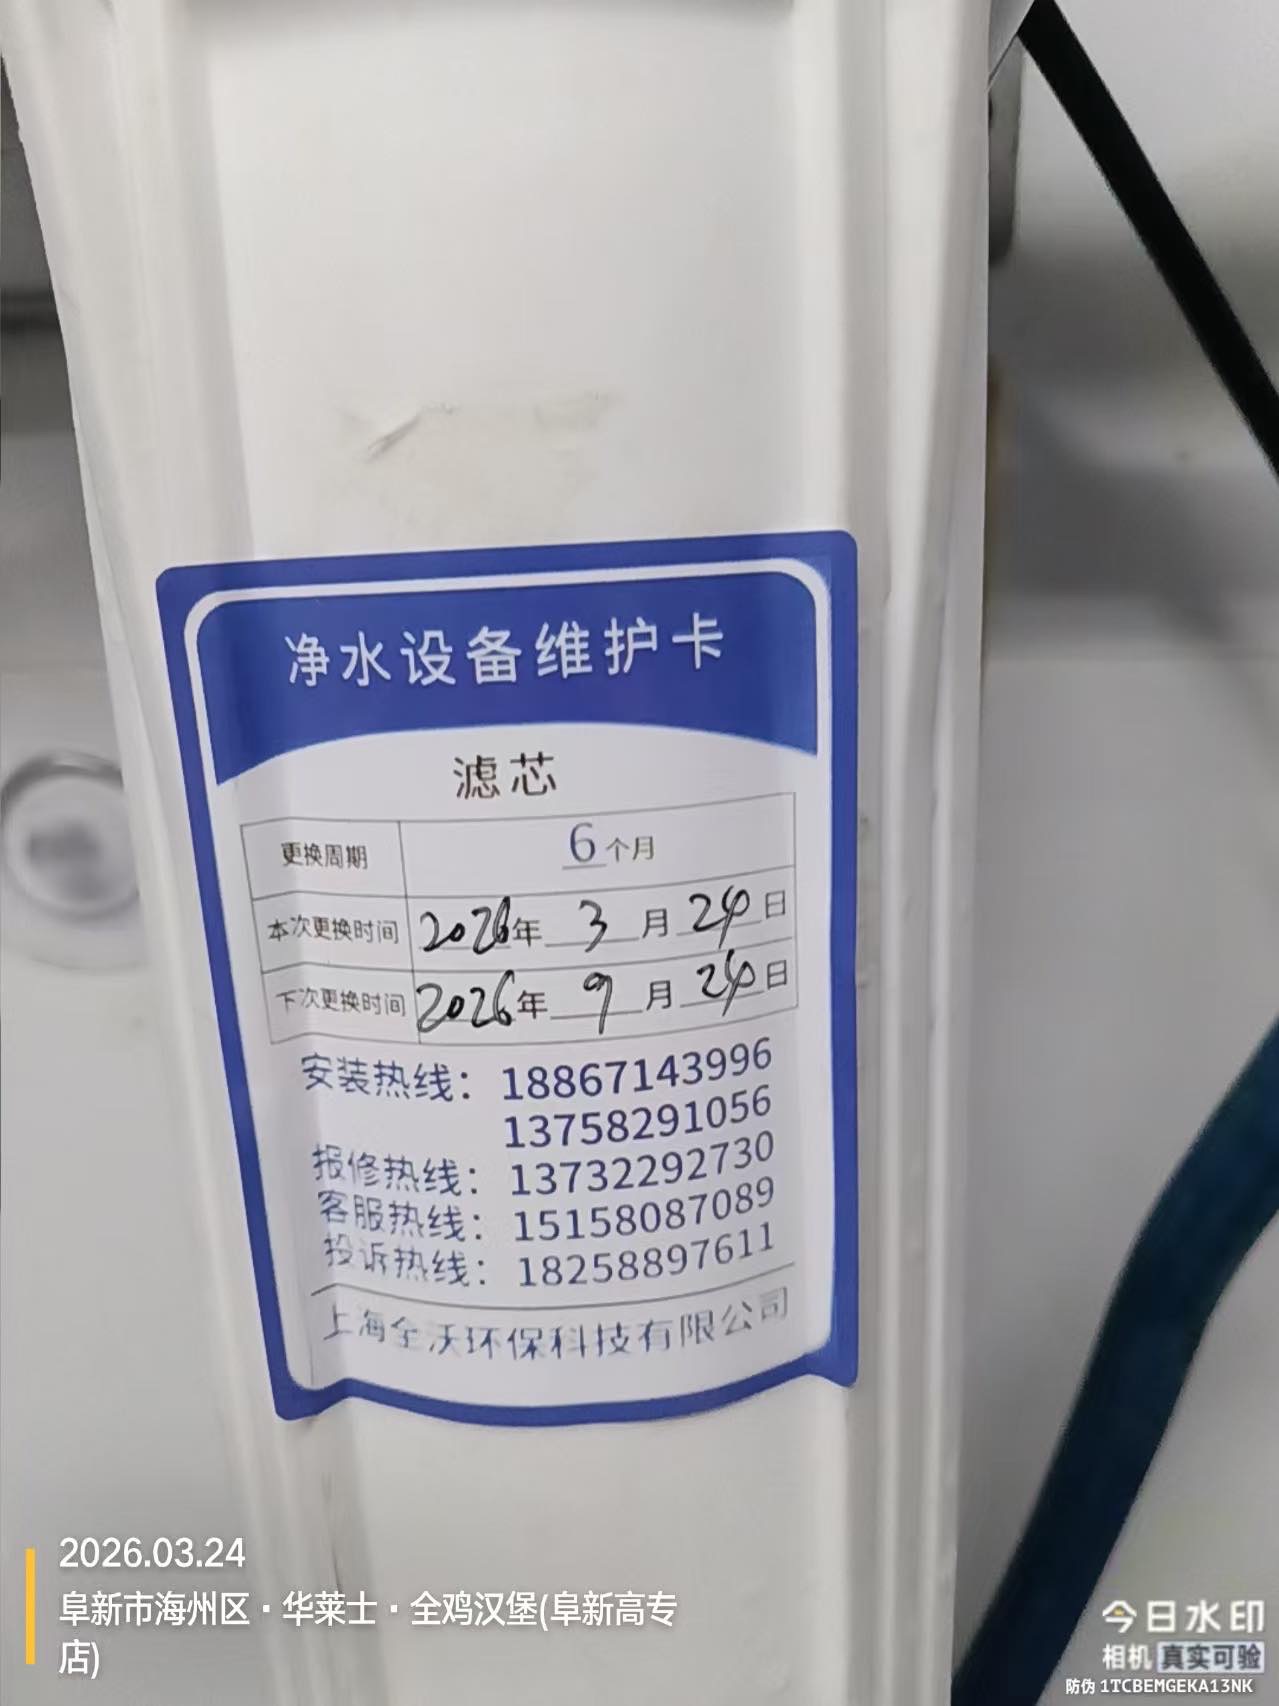 净水设备维护卡
滤芯
更换周期 6个月
本次更换时间 2026年 3 月 24 日
下次更换时间 2026年 9 月 24 日
安装热线：18867143996
13758291056
报修热线：13732292730
客服热线：15158087089
投诉热线：18258897611
上海全沃环保科技有限公司
2026.03.24
阜新市海州区·华莱士·全鸡汉堡(阜新高专
店)
今日水印
相机 真实可验
防伪 1TCBEMGEKA13NK